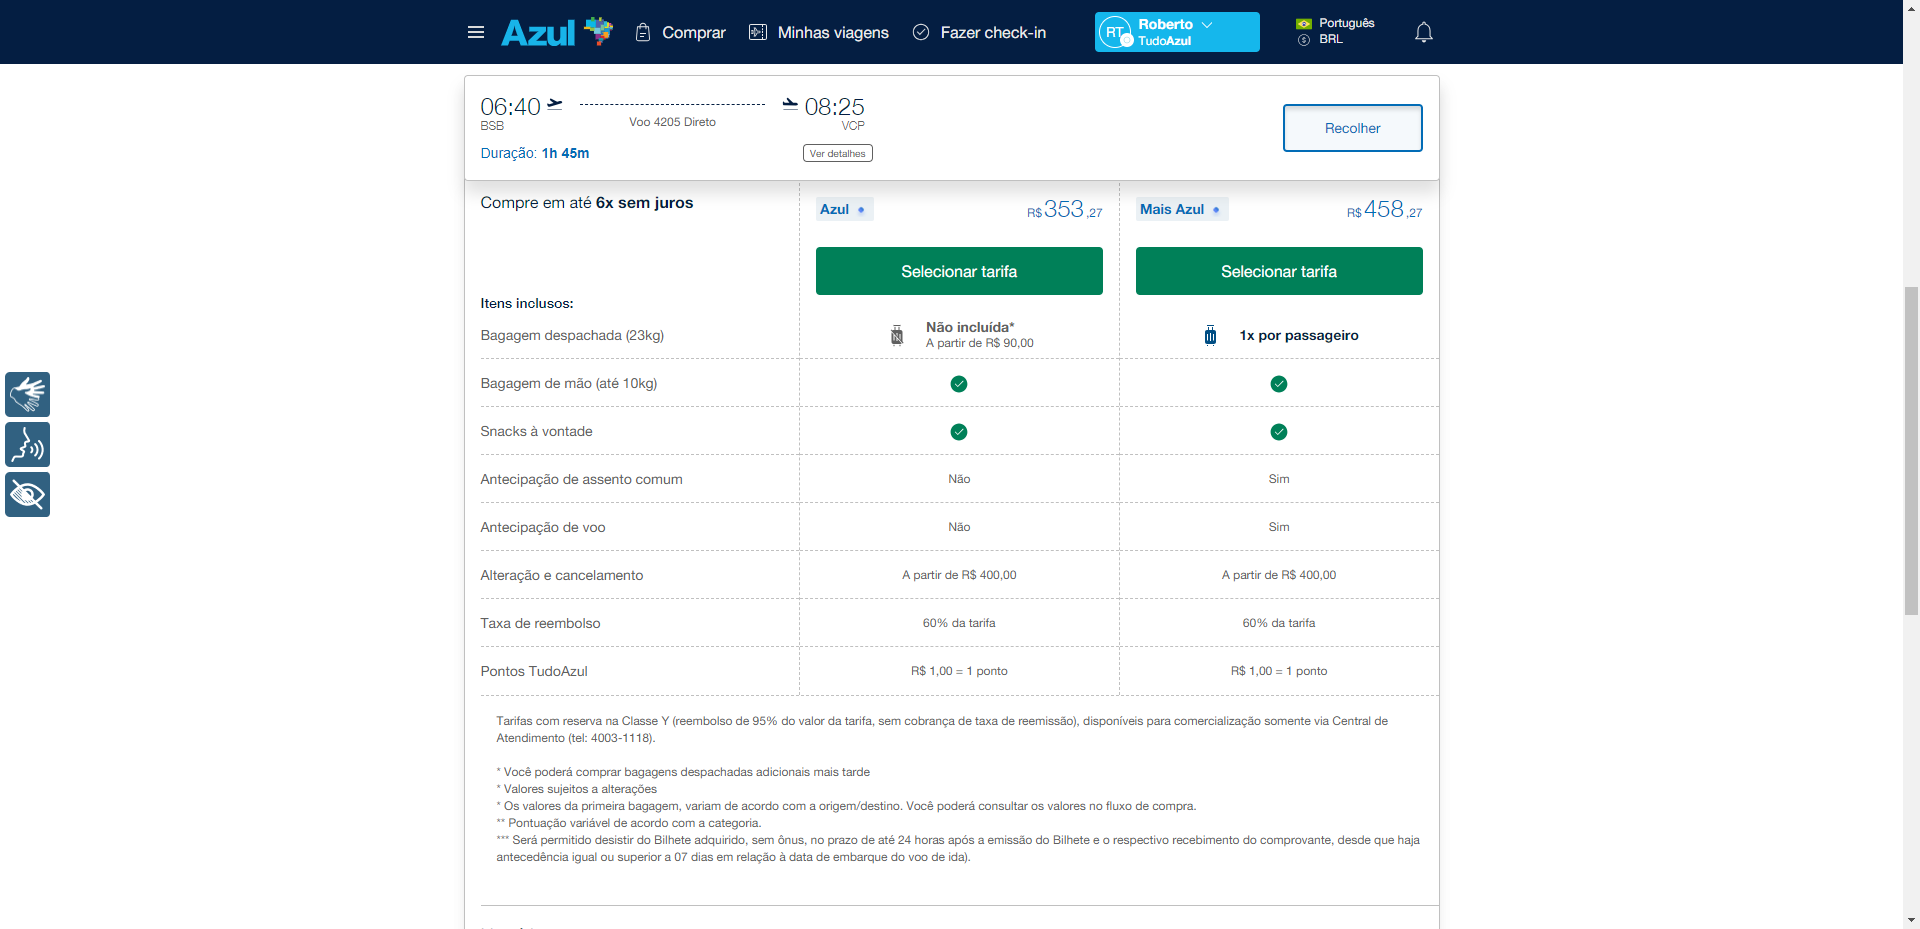 Azul
Comprar
Minhas viagens
Fazer check-in
RT
Roberto
TudoAzul
Português
BRL
06:40
08:25
BSB
Voo 4205 Direto
VCP
Duração: 1h 45m
Ver detalhes
Recolher
Compre em até 6x sem juros
Azul
R$353,27
Mais Azul
R$458,27
Selecionar tarifa
Selecionar tarifa
Itens inclusos:
Bagagem despachada (23kg)
Não incluída*
A partir de R$ 90,00
1x por passageiro
Bagagem de mão (até 10kg)
Snacks à vontade
Antecipação de assento comum
Não
Sim
Antecipação de voo
Não
Sim
Alteração e cancelamento
A partir de R$ 400,00
A partir de R$ 400,00
Taxa de reembolso
60% da tarifa
60% da tarifa
Pontos TudoAzul
R$ 1,00 = 1 ponto
R$ 1,00 = 1 ponto
Tarifas com reserva na Classe Y (reembolso de 95% do valor da tarifa, sem cobrança de taxa de reemissão), disponíveis para comercialização somente via Central de
Atendimento (tel: 4003-1118).
* Você poderá comprar bagagens despachadas adicionais mais tarde
* Valores sujeitos a alterações
* Os valores da primeira bagagem, variam de acordo com a origem/destino. Você poderá consultar os valores no fluxo de compra.
** Pontuação variável de acordo com a categoria.
*** Será permitido desistir do Bilhete adquirido, sem ônus, no prazo de até 24 horas após a emissão do Bilhete e o respectivo recebimento do comprovante, desde que haja
antecedência igual ou superior a 07 dias em relação à data de embarque do voo de ida).